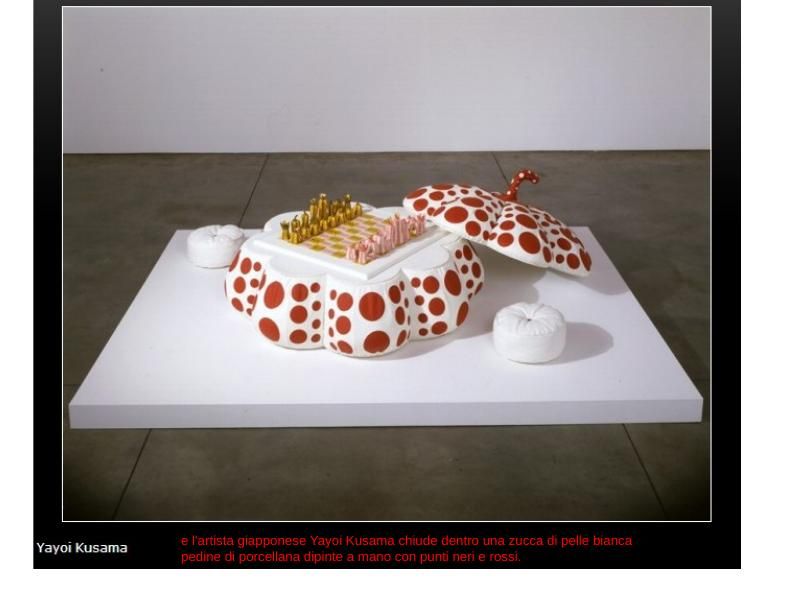 e l'artista giapponese Yayoi Kusama chiude dentro una zucca di pelle bianca
Yayoi Kusama
pedine di porcellana dipinte a mano con punti neri e rossi.